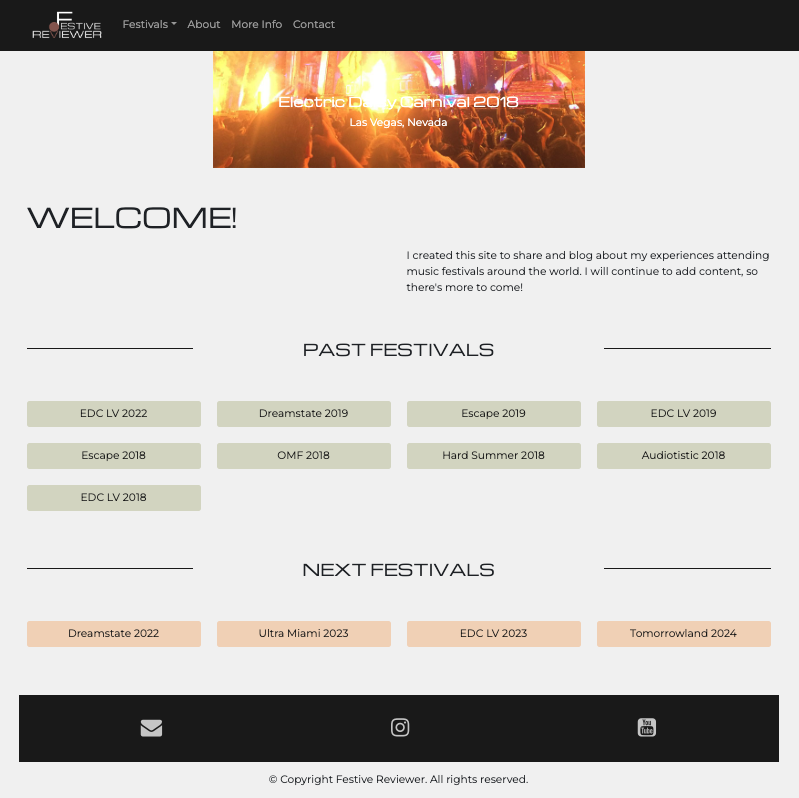 FESTIVE
REVIEWER
Festivals About More Info Contact
Electric Daisy Carnival 2018
Las Vegas, Nevada
WELCOME!
I created this site to share and blog about my experiences attending
music festivals around the world. I will continue to add content, so
there's more to come!
PAST FESTIVALS
EDC LV 2022 Dreamstate 2019 Escape 2019 EDC LV 2019
Escape 2018 OMF 2018 Hard Summer 2018 Audiotistic 2018
EDC LV 2018
NEXT FESTIVALS
Dreamstate 2022 Ultra Miami 2023 EDC LV 2023 Tomorrowland 2024
You Tube
© Copyright Festive Reviewer. All rights reserved.